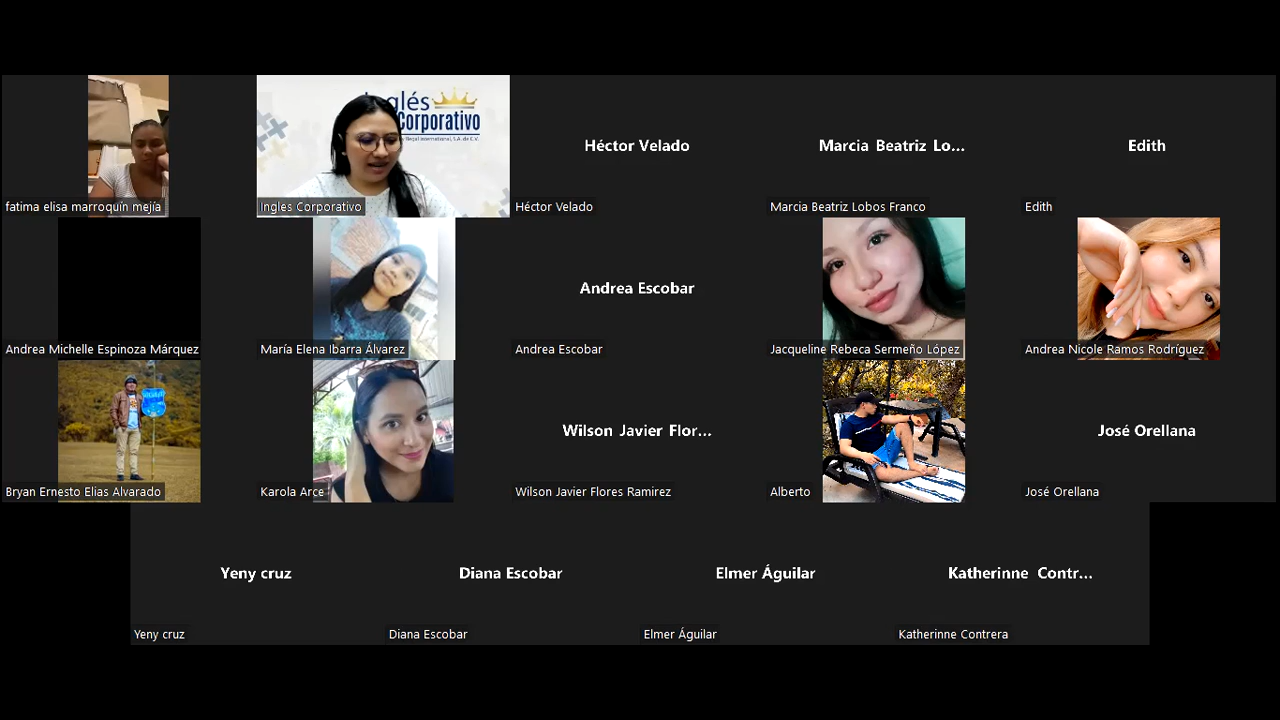 Inglés
Corporativo
Illegal International, S.A. de C.V.
Héctor Velado
Marcia Beatriz Lo...
Edith
fatima elisa marroquín mejía
Ingles Corporativo
Héctor Velado
Marcia Beatriz Lobos Franco
Edith
Andrea Escobar
Andrea Michelle Espinoza Márquez
María Elena Ibarra Álvarez
Andrea Escobar
Jacqueline Rebeca Sermeño López
Andrea Nicole Ramos Rodríguez
Wilson Javier Flor...
José Orellana
Bryan Ernesto Elias Alvarado
Karola Arce
Wilson Javier Flores Ramirez
Alberto
José Orellana
Yeny cruz
Diana Escobar
Elmer Águilar
Katherinne Contr...
Yeny cruz
Diana Escobar
Elmer Águilar
Katherinne Contrera